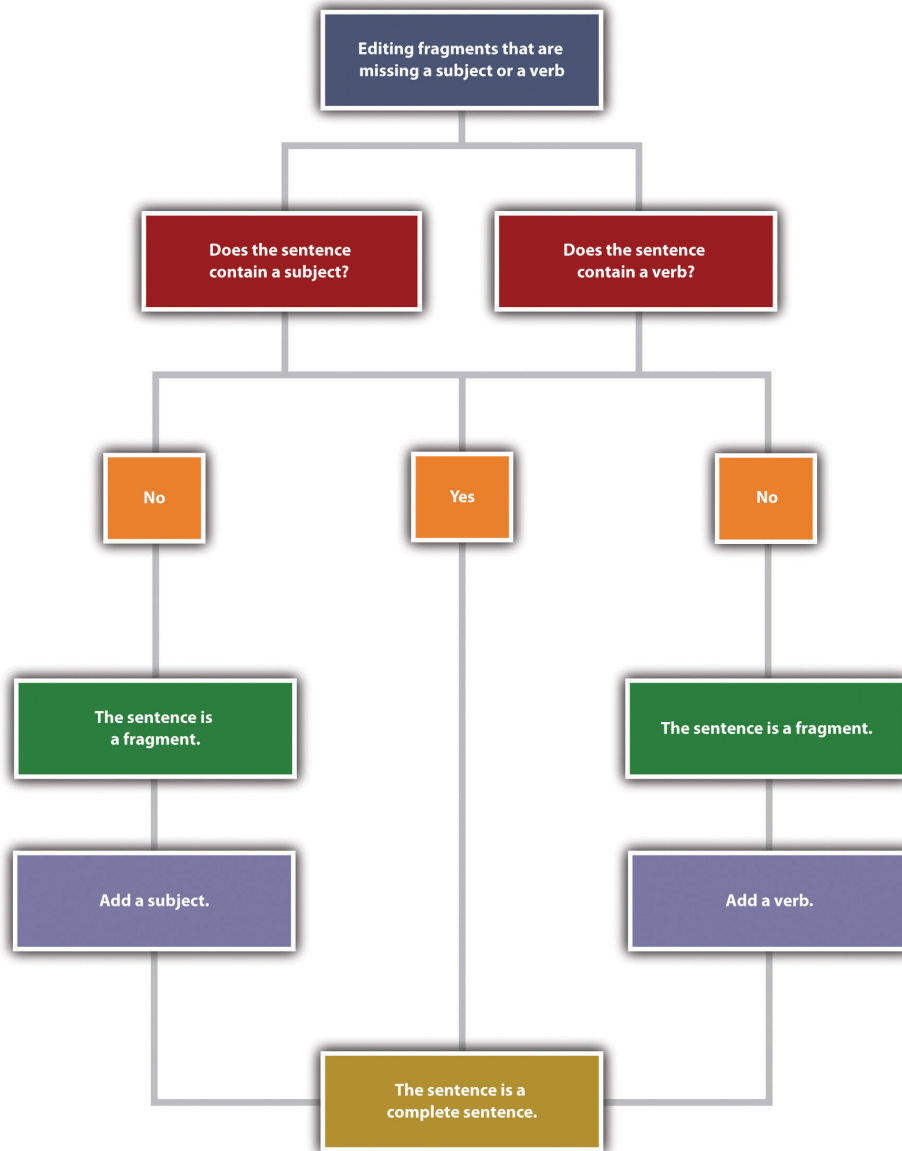 Editing fragments that are
missing a subject or a verb
Does the sentence
contain a subject?
Does the sentence
contain a verb?
No
Yes
No
The sentence is
a fragment.
The sentence is a fragment.
Add a subject.
Add a verb.
The sentence is a
complete sentence.